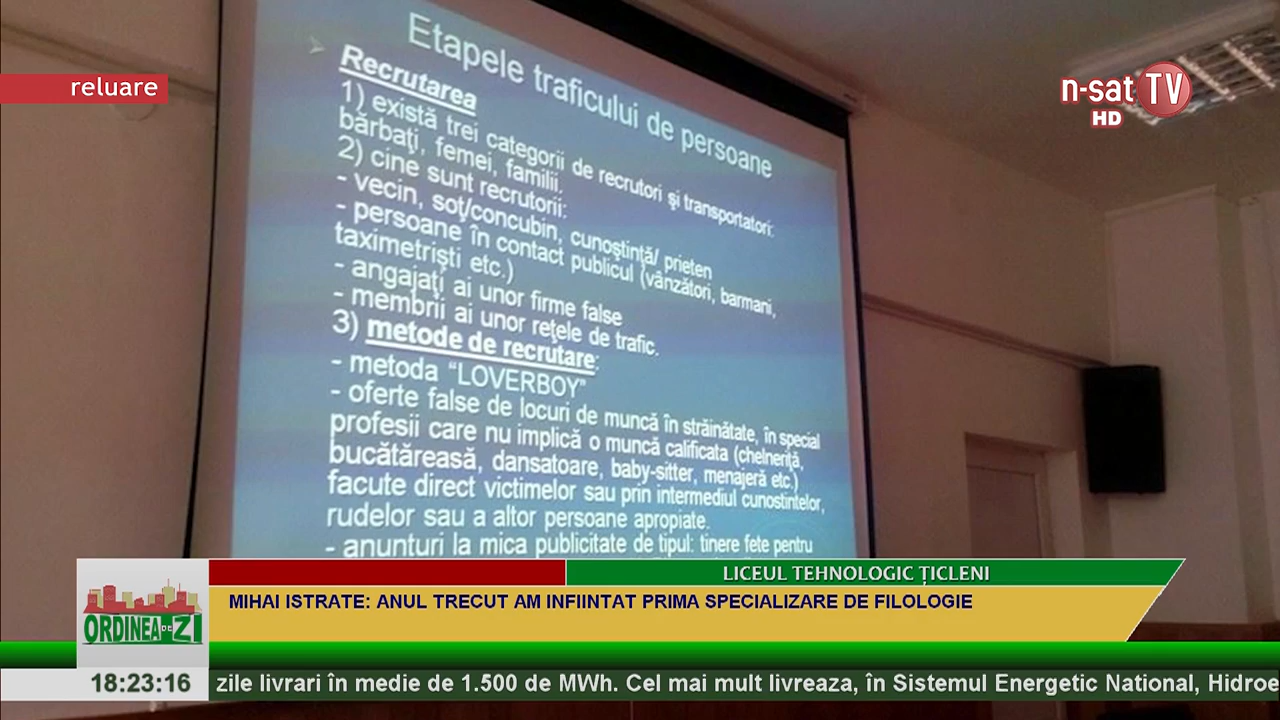 reluare
n-sat TV
HD
Etapele traficului de persoane
Recrutarea
1) există trei categorii de recrutori şi transportatori:
bărbaţi, femei, familii.
2) cine sunt recrutorii:
- vecin, soţ/concubin, cunoştinţă/ prieten
- persoane în contact publicul (vânzători, barmani,
taximetrişti etc.)
- angajaţi ai unor firme false
- membrii ai unor reţele de trafic.
3) metode de recrutare:
- metoda “LOVERBOY”
- oferte false de locuri de muncă în străinătate, în special
profesii care nu implică o muncă calificata (chelneriţă,
bucătărească, dansatoare, baby-sitter, menajeră etc.)
facute direct victimelor sau prin intermediul cunostintelor,
rudelor sau a altor persoane apropiate.
- anunturi la mica publicitate de tipul: tinere fete pentru
LICEUL TEHNOLOGIC ȚICLENI
MIHAI ISTRATE: ANUL TRECUT AM INFIINTAT PRIMA SPECIALIZARE DE FILOLOGIE
ORDINEA DE ZI
18:23:16
zile livrari în medie de 1.500 de MWh. Cel mai mult livreaza, în Sistemul Energetic National, Hidroe